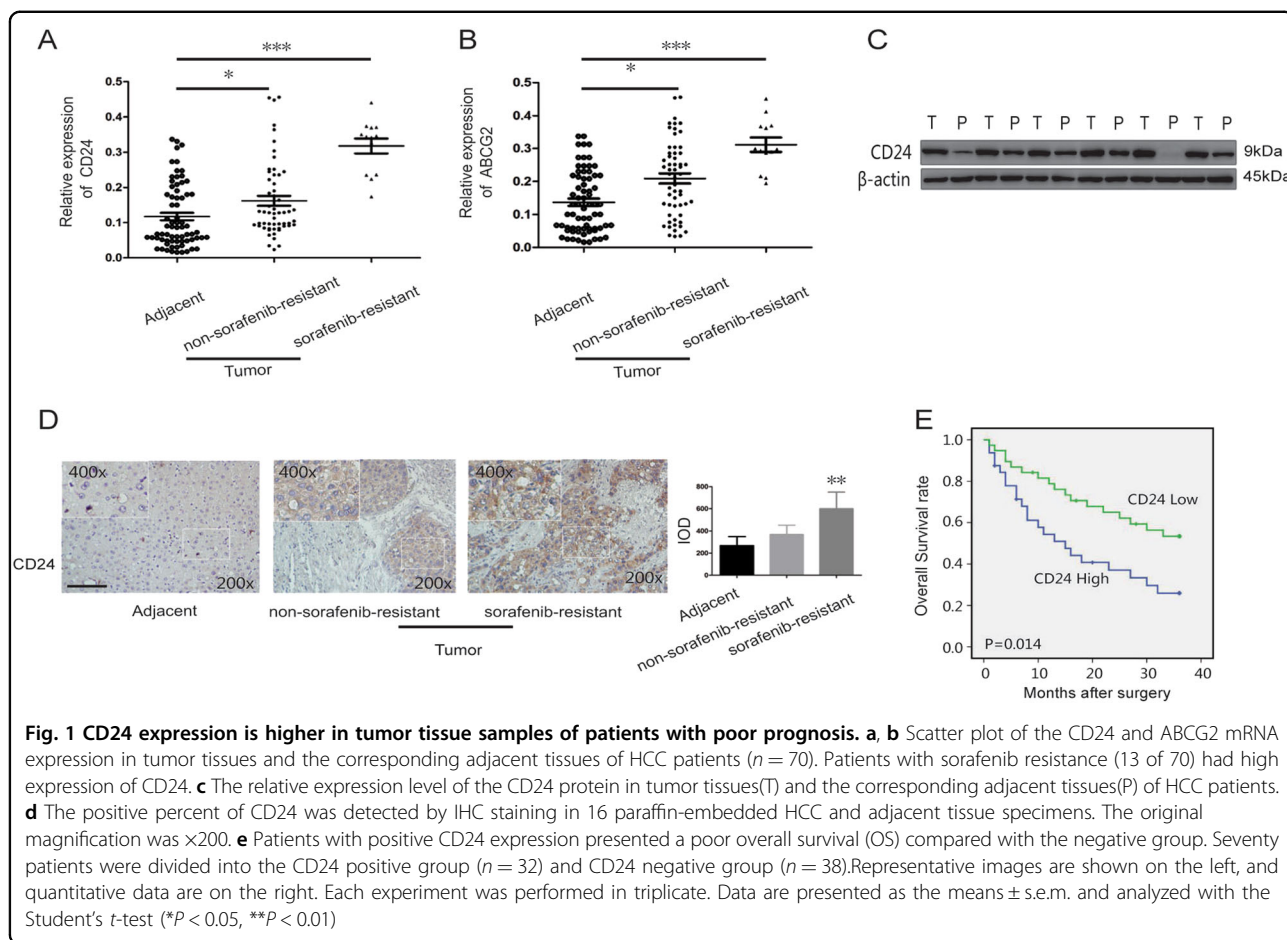 A
***
*
Relative expression
of CD24
0.5
0.4
0.3
0.2
0.1
0.0
Adjacent
non-sorafenib-resistant
sorafenib-resistant
Tumor
B
***
*
Relative expression
of ABCG2
0.5
0.4
0.3
0.2
0.1
0.0
Adjacent
non-sorafenib-resistant
sorafenib-resistant
Tumor
C
T P T P T P T P T P T P
CD24 9kDa
β-actin 45kDa
D
CD24
400x
200x
Adjacent
400x
200x
non-sorafenib-resistant
400x
200x
sorafenib-resistant
Tumor
IOD
800
600
400
200
0
**
Adjacent
non-sorafenib-resistant
sorafenib-resistant
Tumor
E
Overall Survival rate
1.0
0.8
0.6
0.4
0.2
0.0
CD24 Low
CD24 High
P=0.014
0 10 20 30 40
Months after surgery
Fig. 1 CD24 expression is higher in tumor tissue samples of patients with poor prognosis. a, b Scatter plot of the CD24 and ABCG2 mRNA
expression in tumor tissues and the corresponding adjacent tissues of HCC patients (n = 70). Patients with sorafenib resistance (13 of 70) had high
expression of CD24. c The relative expression level of the CD24 protein in tumor tissues(T) and the corresponding adjacent tissues(P) of HCC patients.
d The positive percent of CD24 was detected by IHC staining in 16 paraffin-embedded HCC and adjacent tissue specimens. The original
magnification was ×200. e Patients with positive CD24 expression presented a poor overall survival (OS) compared with the negative group. Seventy
patients were divided into the CD24 positive group (n = 32) and CD24 negative group (n = 38).Representative images are shown on the left, and
quantitative data are on the right. Each experiment was performed in triplicate. Data are presented as the means ± s.e.m. and analyzed with the
Student's t-test (*P < 0.05, **P < 0.01)